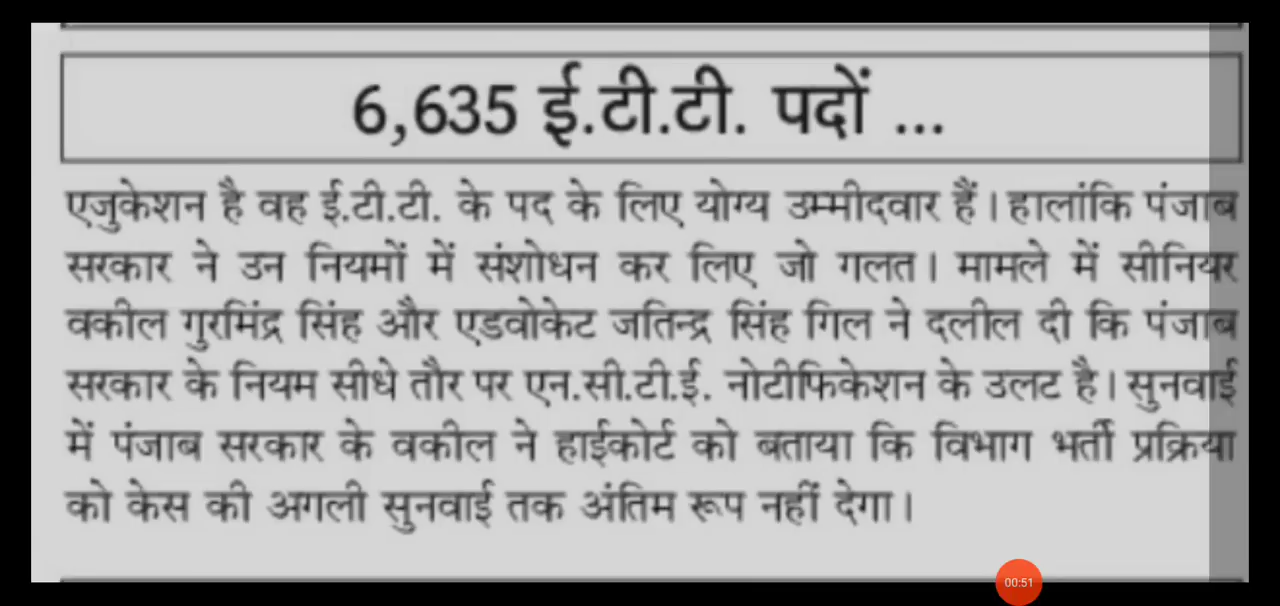 6,635 ई.टी.टी. पदों ...
एजुकेशन है वह ई.टी.टी. के पद के लिए योग्य उम्मीदवार हैं। हालांकि पंजाब
सरकार ने उन नियमों में संशोधन कर लिए जो गलत। मामले में सीनियर
वकील गुरमिंद्र सिंह और एडवोकेट जतिन्द्र सिंह गिल ने दलील दी कि पंजाब
सरकार के नियम सीधे तौर पर एन.सी.टी.ई. नोटीफिकेशन के उलट है। सुनवाई
में पंजाब सरकार के वकील ने हाईकोर्ट को बताया कि विभाग भर्ती प्रक्रिया
को केस की अगली सुनवाई तक अंतिम रूप नहीं देगा।
00:51